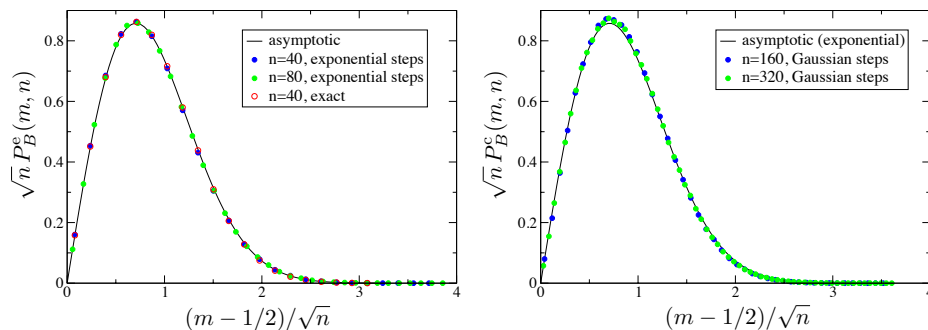 0.8
0.6
0.4
0.2
0
0
1
2
3
4
√n P_B^e(m, n)
(m − 1/2)/√n
asymptotic
n=40, exponential steps
n=80, exponential steps
n=40, exact
0.8
0.6
0.4
0.2
0
0
1
2
3
4
√n P_B^c(m, n)
(m − 1/2)/√n
asymptotic (exponential)
n=160, Gaussian steps
n=320, Gaussian steps